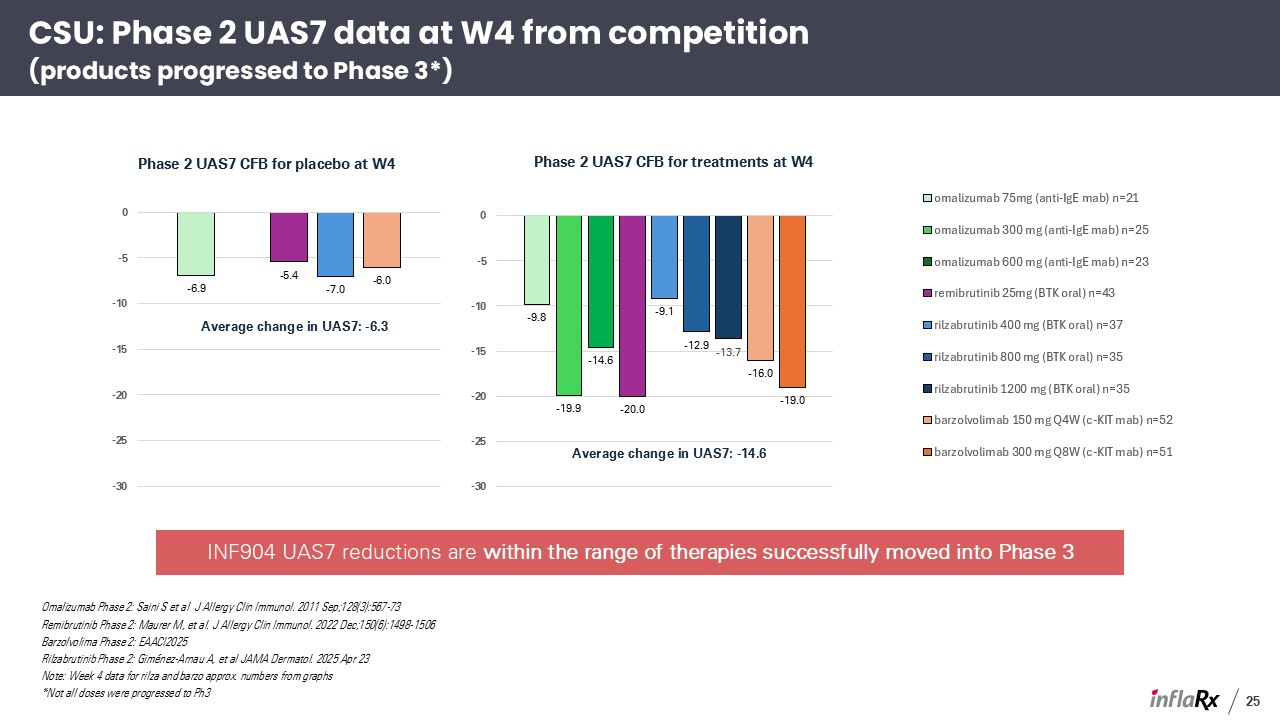 CSU: Phase 2 UAS7 data at W4 from competition
(products progressed to Phase 3*)
Phase 2 UAS7 CFB for placebo at W4
0
-5
-10
-15
-20
-25
-30
-6.9
-5.4
-7.0
-6.0
Average change in UAS7: -6.3
Phase 2 UAS7 CFB for treatments at W4
0
-5
-10
-15
-20
-25
-30
-9.8
-19.9
-14.6
-20.0
-9.1
-12.9
-13.7
-16.0
-19.0
Average change in UAS7: -14.6
omalizumab 75mg (anti-IgE mab) n=21
omalizumab 300 mg (anti-IgE mab) n=25
omalizumab 600 mg (anti-IgE mab) n=23
remibrutinib 25mg (BTK oral) n=43
rilzabrutinib 400 mg (BTK oral) n=37
rilzabrutinib 800 mg (BTK oral) n=35
rilzabrutinib 1200 mg (BTK oral) n=35
barzolvolimab 150 mg Q4W (c-KIT mab) n=52
barzolvolimab 300 mg Q8W (c-KIT mab) n=51
INF904 UAS7 reductions are within the range of therapies successfully moved into Phase 3
Omalizumab Phase 2: Saini S et al J Allergy Clin Immunol. 2011 Sep;128(3):567-73
Remibrutinib Phase 2: Maurer M, et al. J Allergy Clin Immunol. 2022 Dec;150(6):1498-1506
Barzolvolima Phase 2: EAACI2025
Rilzabrutinib Phase 2: Giménez-Arnau A, et al JAMA Dermatol. 2025 Apr 23
Note: Week 4 data for rilza and barzo approx. numbers from graphs
*Not all doses were progressed to Ph3
inflaRx / 25